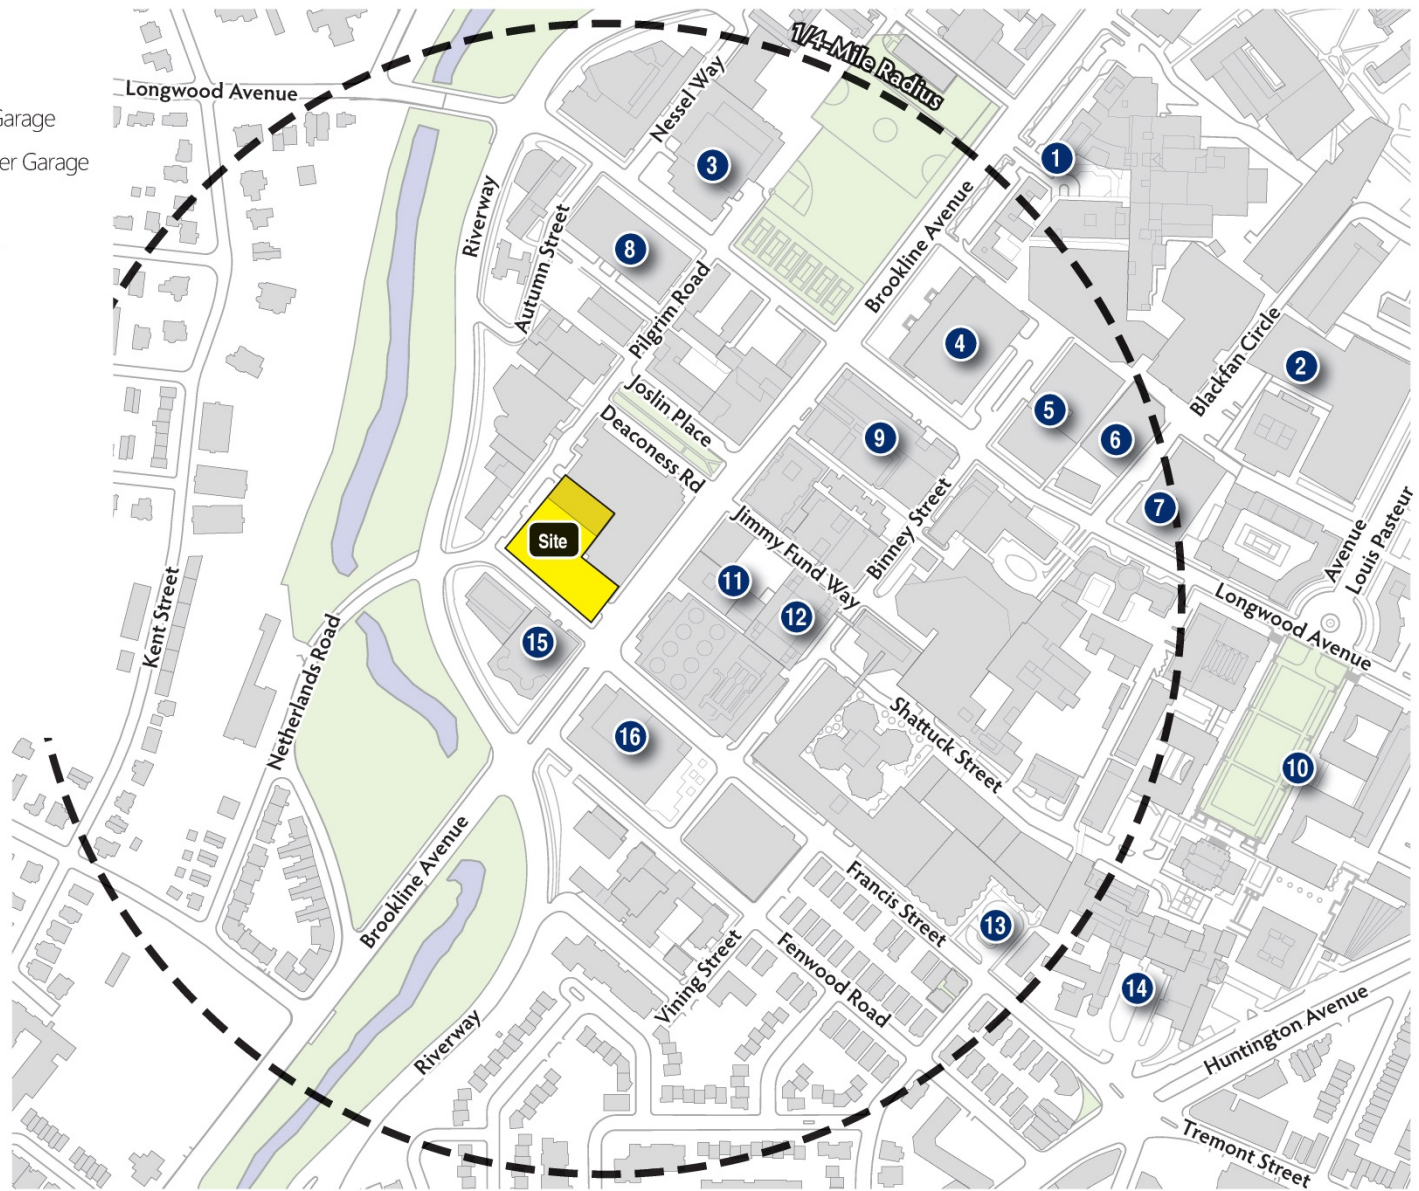 1/4-Mile Radius
Longwood Avenue
Garage
er Garage
Nessel Way
1
3
Riverway
Autumn Street
8
Brookline Avenue
Pilgrim Road
4
Blackfan Circle
2
Joslin Place
5
Deaconess Rd
9
6
Site
7
Jimmy Fund Way
Binney Street
Avenue
Louis Pasteur
11
12
Longwood Avenue
Kent Street
Netherlands Road
15
16
Shattuck Street
10
Brookline Avenue
Francis Street
13
Fenwood Road
Vining Street
14
Riverway
Huntington Avenue
Tremont Street